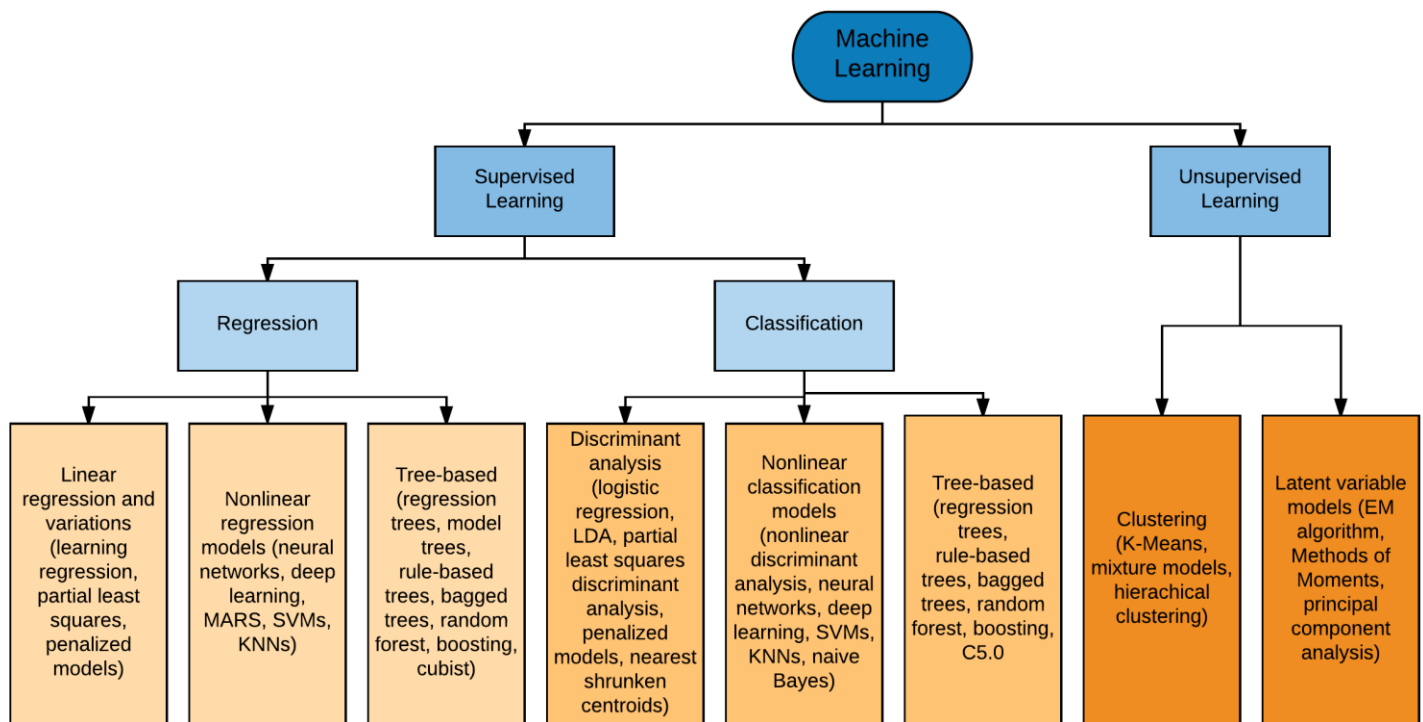 Machine
Learning
Supervised
Learning
Unsupervised
Learning
Regression
Classification
Linear
regression and
variations
(learning
regression,
partial least
squares,
penalized
models)
Nonlinear
regression
models (neural
networks, deep
learning,
MARS, SVMs,
KNNs)
Tree-based
(regression
trees, model
trees,
rule-based
trees, bagged
trees, random
forest, boosting,
cubist)
Discriminant
analysis
(logistic
regression,
LDA, partial
least squares
discriminant
analysis,
penalized
models, nearest
shrunken
centroids)
Nonlinear
classification
models
(nonlinear
discriminant
analysis, neural
networks, deep
learning, SVMs,
KNNs, naive
Bayes)
Tree-based
(regression
trees,
rule-based
trees, bagged
trees, random
forest, boosting,
C5.0
Clustering
(K-Means,
mixture models,
hierachical
clustering)
Latent variable
models (EM
algorithm,
Methods of
Moments,
principal
component
analysis)